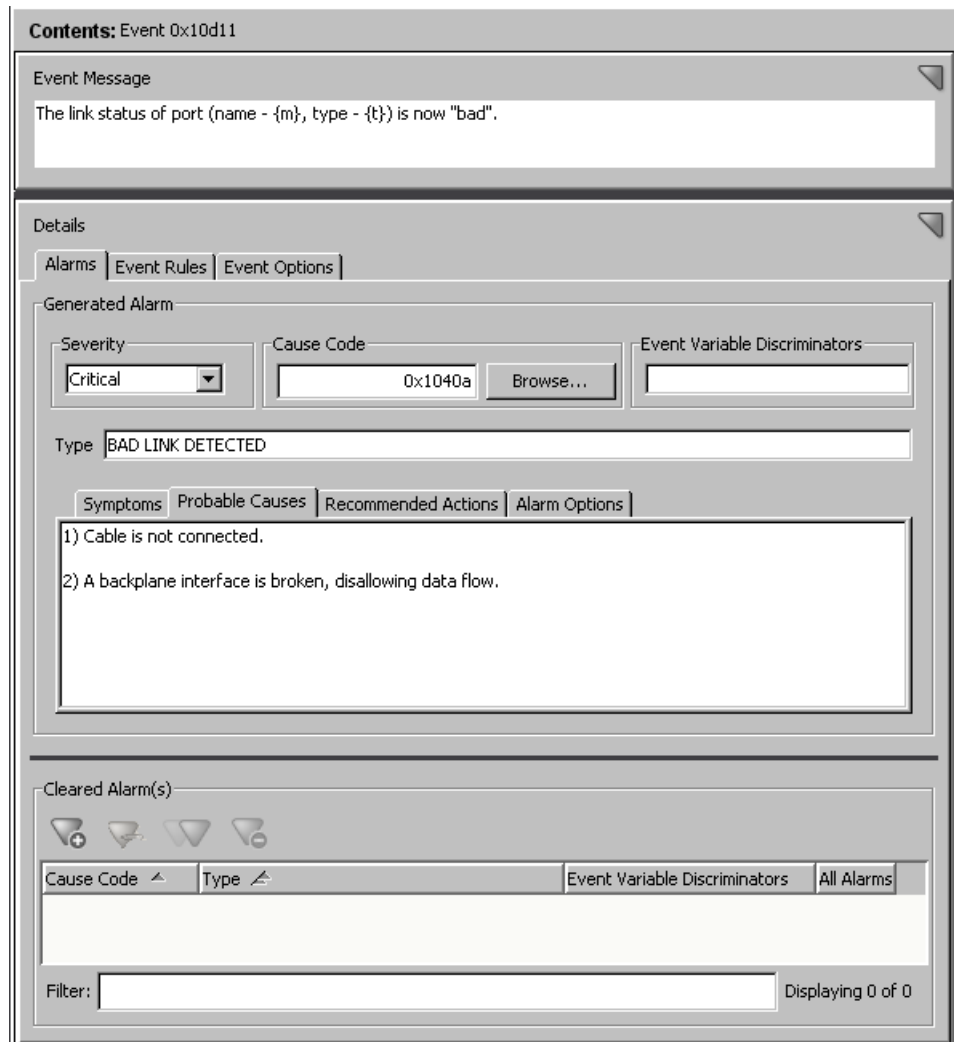 Contents: Event 0x10d11
Event Message
The link status of port (name - {m}, type - {t}) is now "bad".
Details
Alarms Event Rules Event Options
Generated Alarm
Severity Cause Code Event Variable Discriminators
Critical 0x1040a Browse...
Type BAD LINK DETECTED
Symptoms Probable Causes Recommended Actions Alarm Options
1) Cable is not connected.
2) A backplane interface is broken, disallowing data flow.
Cleared Alarm(s)
Cause Code Type Event Variable Discriminators All Alarms
Filter: Displaying 0 of 0